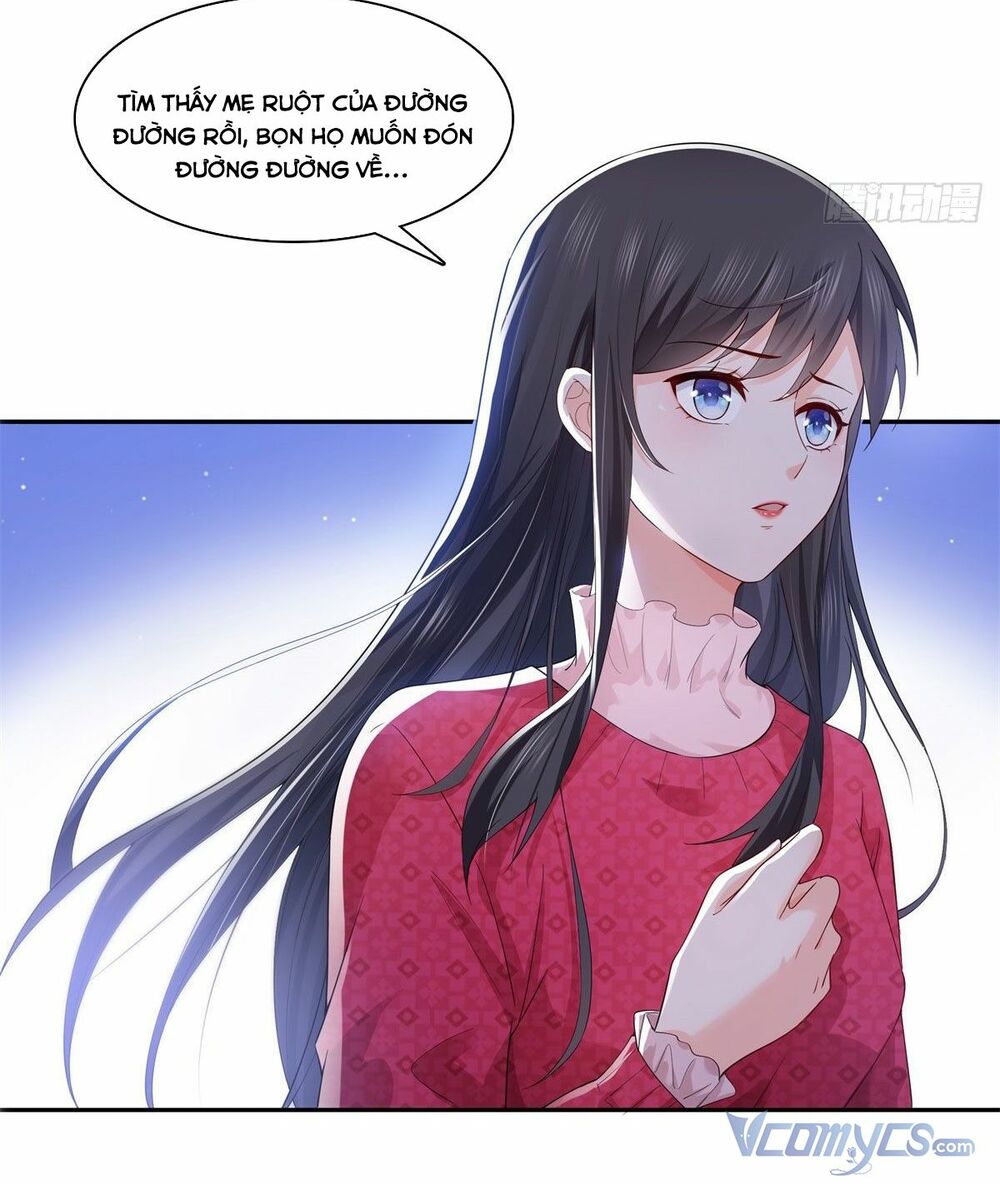 TÌM THẤY MẸ RUỘT CỦA ĐƯỜNG
ĐƯỜNG RỒI, BỌN HỌ MUỐN ĐÓN
ĐƯỜNG ĐƯỜNG VỀ...
腾讯动漫
VCOMYCS.com